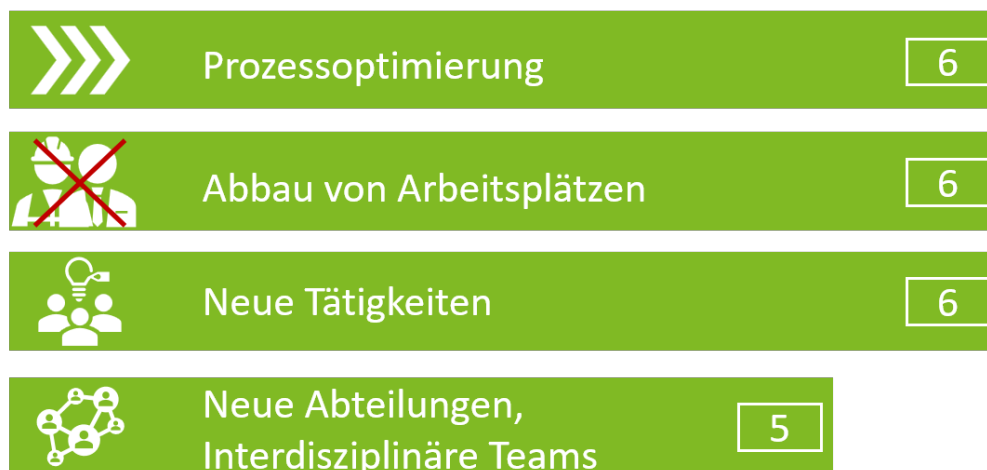 Prozessoptimierung 6
Abbau von Arbeitsplätzen 6
Neue Tätigkeiten 6
Neue Abteilungen,
Interdisziplinäre Teams 5